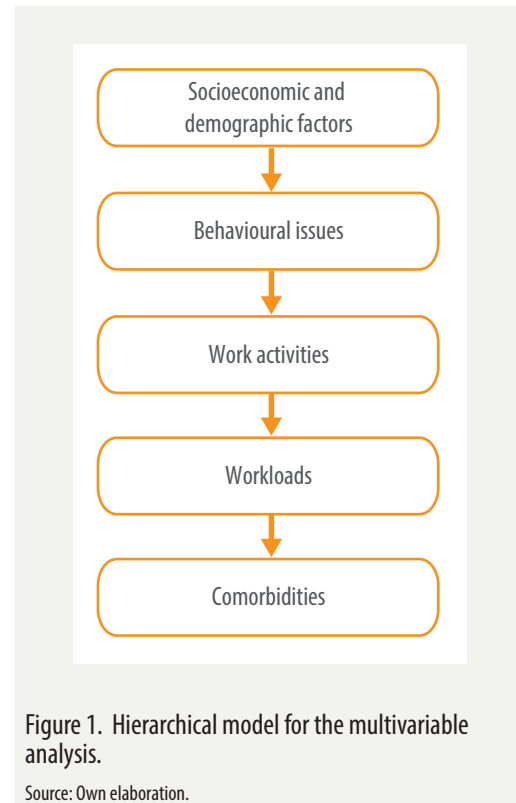 Socioeconomic and
demographic factors
Behavioural issues
Work activities
Workloads
Comorbidities
Figure 1. Hierarchical model for the multivariable
analysis.
Source: Own elaboration.